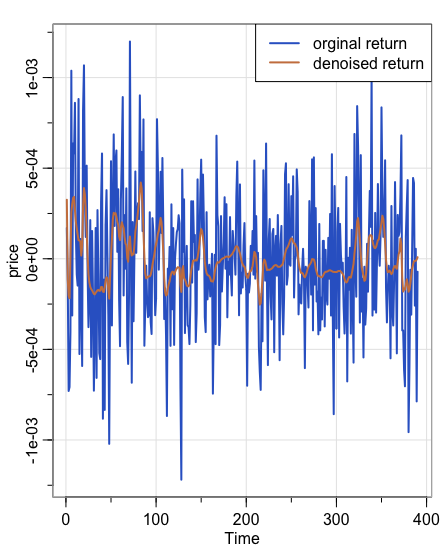 orginal return
denoised return
1e-03
5e-04
0e+00
-5e-04
-1e-03
price
0
100
200
300
400
Time